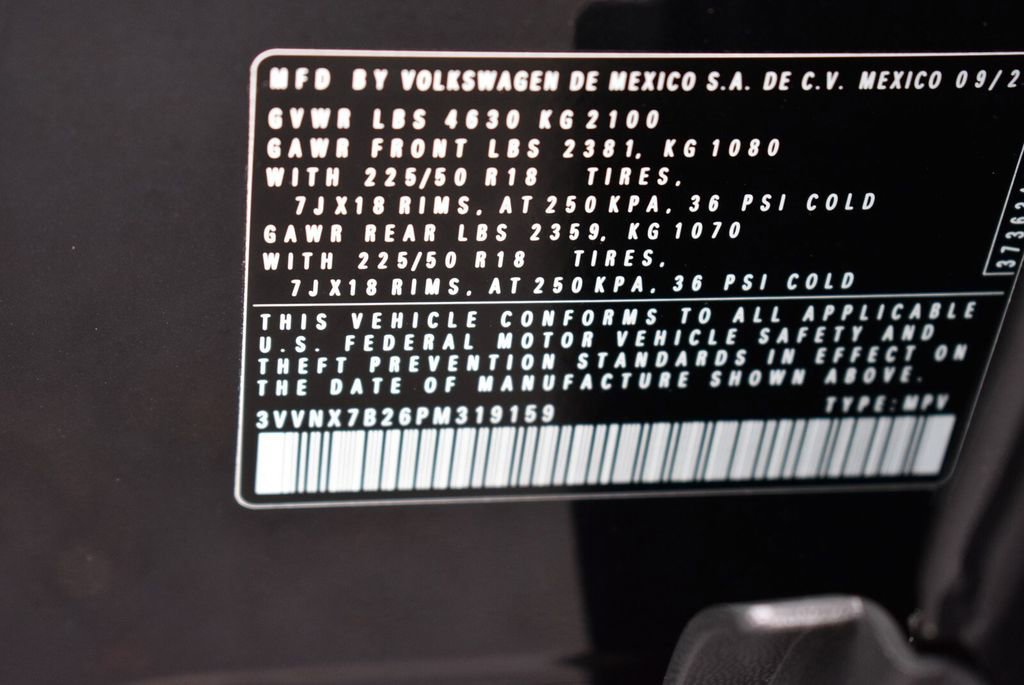 MFD BY VOLKSWAGEN DE MEXICO S.A. DE C.V. MEXICO 09/2
GVWR LBS 4630 KG 2100
GAWR FRONT LBS 2381, KG 1080
WITH 225/50 R18 TIRES,
7JX18 RIMS, AT 250 KPA, 36 PSI COLD
GAWR REAR LBS 2359, KG 1070
WITH 225/50 R18 TIRES,
7JX18 RIMS, AT 250 KPA, 36 PSI COLD
THIS VEHICLE CONFORMS TO ALL APPLICABLE
U.S. FEDERAL MOTOR VEHICLE SAFETY AND
THEFT PREVENTION STANDARDS IN EFFECT ON
THE DATE OF MANUFACTURE SHOWN ABOVE.
3VVNX7B26PM319159 TYPE: MPV